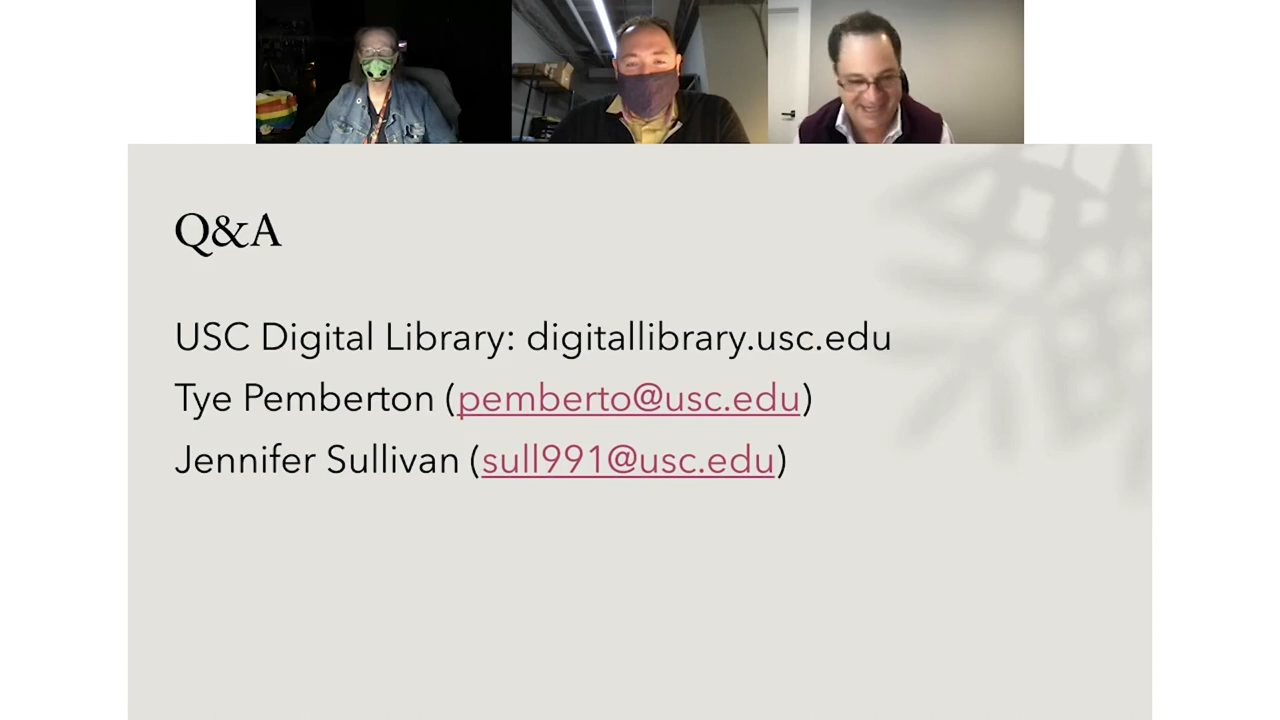 Q&A
USC Digital Library: digitallibrary.usc.edu
Tye Pemberton (pemberto@usc.edu)
Jennifer Sullivan (sull991@usc.edu)